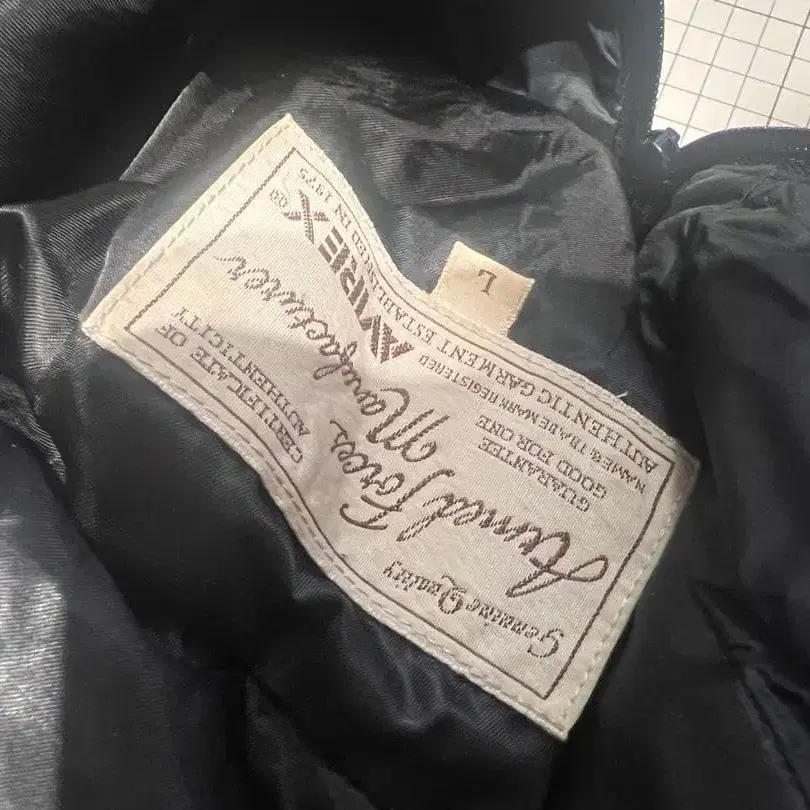 Genuine Quality
Armed Forces
Manufacturer
GUARANTEE
GOOD FOR ONE
CERTIFICATE OF
AUTHENTICITY
NAME & TRADE MARK REGISTERED
AVIREX
AUTHENTIC GARMENT ESTABLISHED IN 1975
L